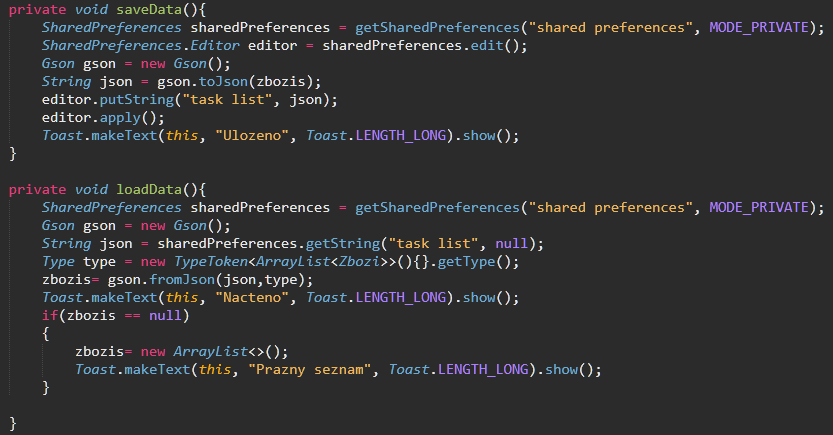 private void saveData(){
    SharedPreferences sharedPreferences = getSharedPreferences("shared preferences", MODE_PRIVATE);
    SharedPreferences.Editor editor = sharedPreferences.edit();
    Gson gson = new Gson();
    String json = gson.toJson(zbozis);
    editor.putString("task list", json);
    editor.apply();
    Toast.makeText(this, "Ulozeno", Toast.LENGTH_LONG).show();
}

private void loadData(){
    SharedPreferences sharedPreferences = getSharedPreferences("shared preferences", MODE_PRIVATE);
    Gson gson = new Gson();
    String json = sharedPreferences.getString("task list", null);
    Type type = new TypeToken<ArrayList<Zbozi>>(){}.getType();
    zbozis= gson.fromJson(json,type);
    Toast.makeText(this, "Nacteno", Toast.LENGTH_LONG).show();
    if(zbozis == null)
    {
        zbozis= new ArrayList<>();
        Toast.makeText(this, "Prazny seznam", Toast.LENGTH_LONG).show();
    }

}